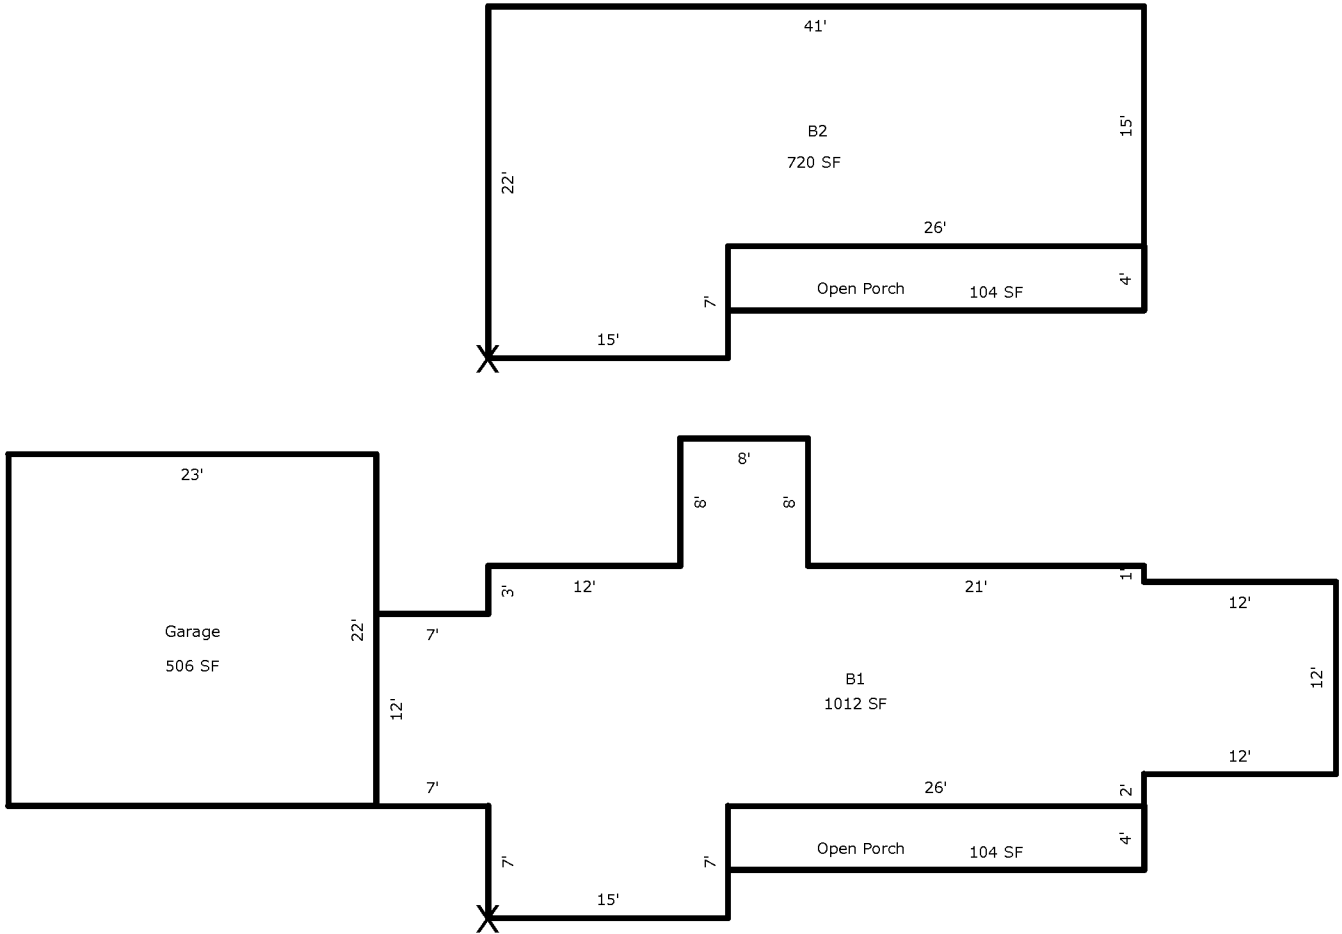 41'
15'
B2
720 SF
22'
26'
4'
Open Porch
104 SF
7'
15'
X
8'
23'
8'
8'
1'
12'
3'
21'
12'
7'
22'
Garage
506 SF
12'
B1
1012 SF
12'
12'
7'
26'
2'
4'
Open Porch
104 SF
7'
7'
15'
X